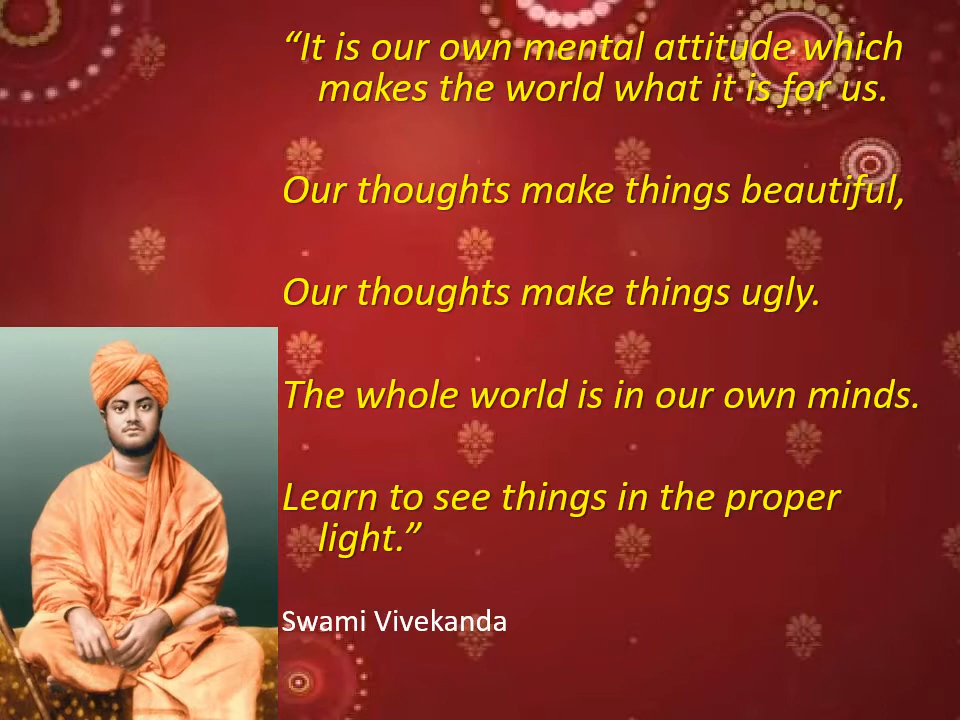 “It is our own mental attitude which
makes the world what it is for us.
Our thoughts make things beautiful,
Our thoughts make things ugly.
The whole world is in our own minds.
Learn to see things in the proper
light.”
Swami Vivekanda